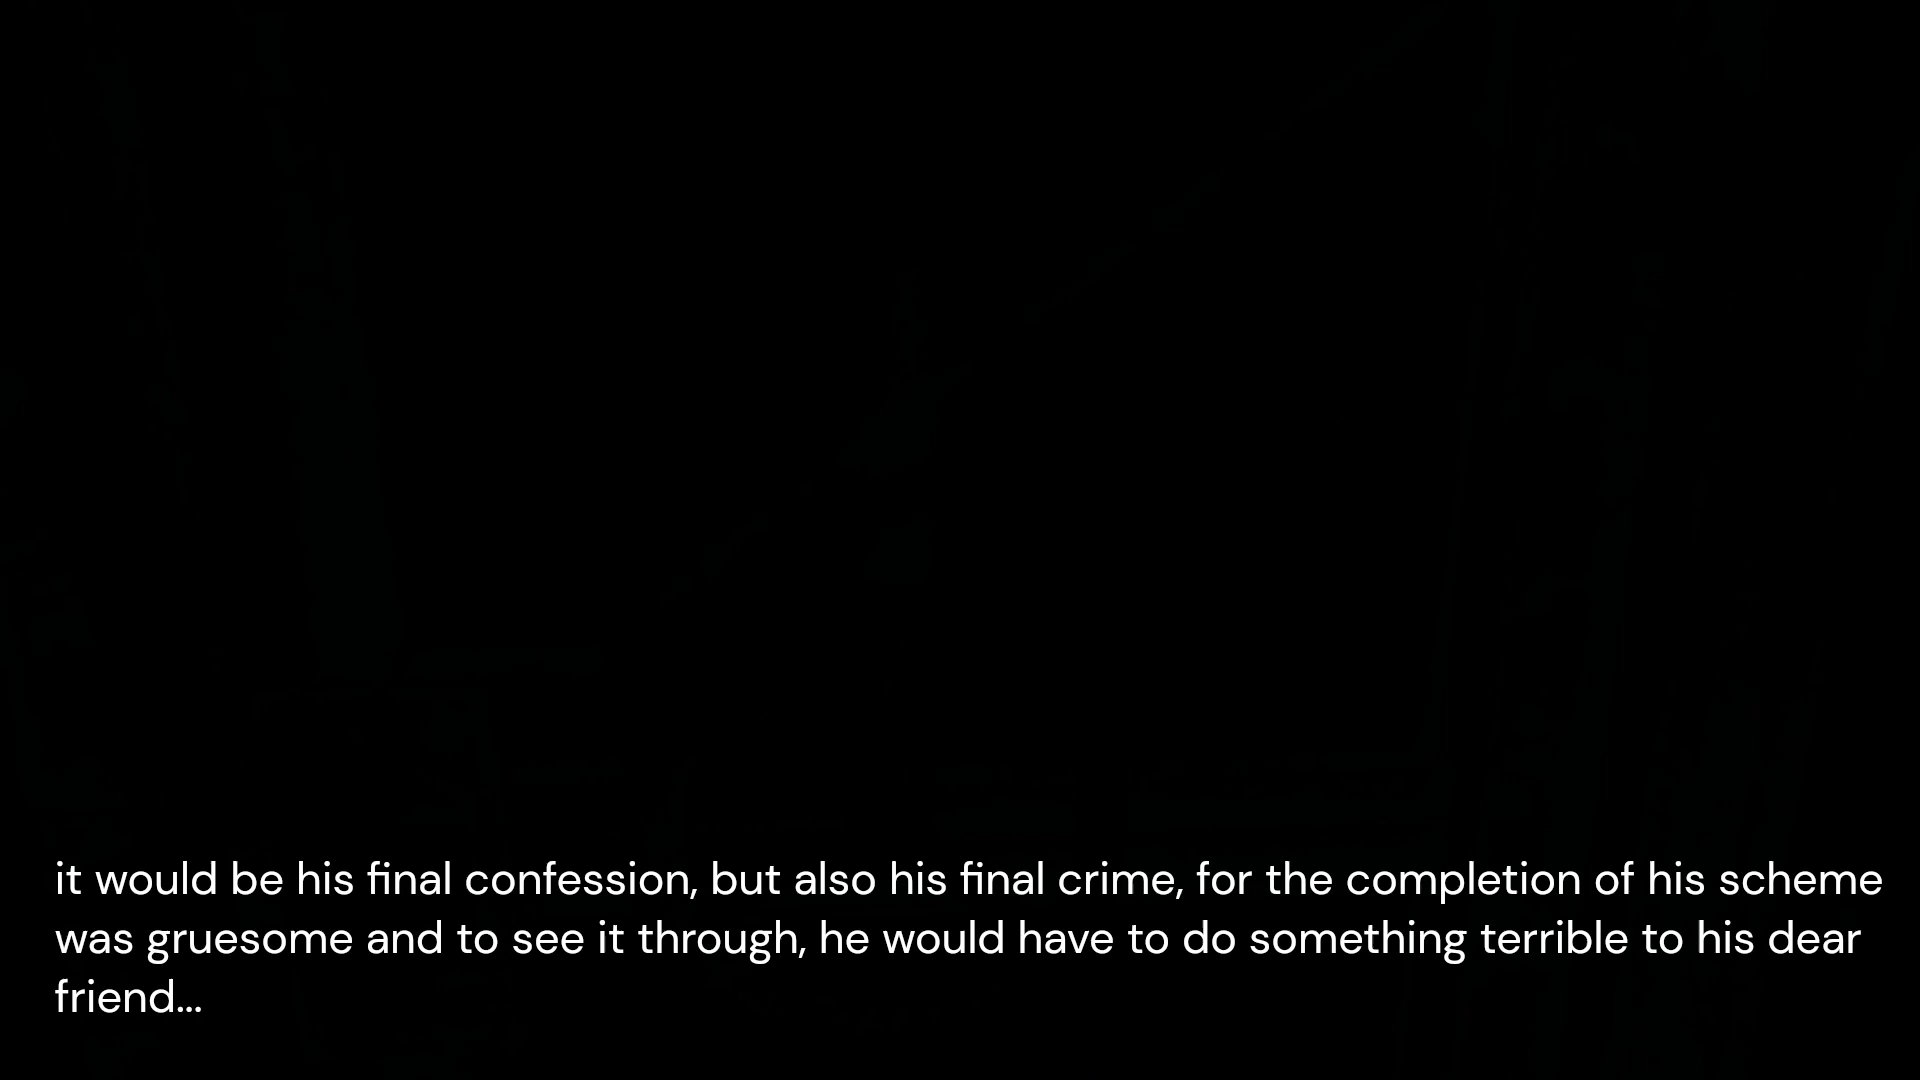 it would be his final confession, but also his final crime, for the completion of his scheme
was gruesome and to see it through, he would have to do something terrible to his dear
friend...